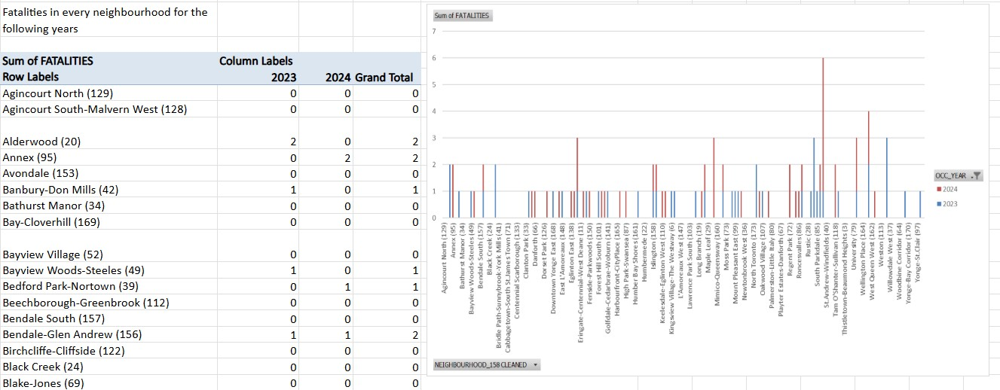 Fatalities in every neighbourhood for the
following years
Sum of FATALITIES Column Labels
Row Labels 2023 2024 Grand Total
Agincourt North (129) 0 0 0
Agincourt South-Malvern West (128) 0 0 0
Alderwood (20) 2 0 2
Annex (95) 0 2 2
Avondale (153) 0 0 0
Banbury-Don Mills (42) 1 0 1
Bathurst Manor (34) 0 0 0
Bay-Cloverhill (169) 0 0 0
Bayview Village (52) 0 0 0
Bayview Woods-Steeles (49) 1 0 1
Bedford Park-Nortown (39) 0 1 1
Beechborough-Greenbrook (112) 0 0 0
Bendale South (157) 0 0 0
Bendale-Glen Andrew (156) 1 1 2
Birchcliffe-Cliffside (122) 0 0 0
Black Creek (24) 0 0 0
Blake-Jones (69) 0 0 0
Sum of FATALITIES
7
6
5
4
3
2
1
0
Agincourt North (129)
Annex (95)
Bathurst Manor (34)
Bayview Woods-Steeles (49)
Bendale South (157)
Black Creek (24)
Bridle Path-Sunnybrook-York Mills (41)
Cabbagetown-South St.James Town (71)
Centennial Scarborough (133)
Clanton Park (33)
Danforth (66)
Dorset Park (126)
Downtown Yonge East (168)
East L'Amoreaux (148)
Eglinton East (138)
Eringate-Centennial-West Deane (11)
Fenside-Parkwoods (150)
Forest Hill South (101)
Golfdale-Cedarbrae-Woburn (141)
Harbourfront-CityPlace (165)
High Park-Swansea (87)
Humber Bay Shores (161)
Humbermede (22)
Islington (158)
Keelesdale-Eglinton West (110)
Kingsview Village-The Westway (6)
L'Amoreaux West (147)
Lawrence Park South (103)
Long Branch (19)
Maple Leaf (29)
Mimico-Queensway (160)
Moss Park (73)
Mount Pleasant East (99)
Newtonbrook West (36)
North Toronto (173)
Oakwood Village (107)
Palmerston-Little Italy (80)
Playter Estates-Danforth (67)
Regent Park (72)
Roncesvalles (86)
Rustic (28)
South Parkdale (85)
St.Andrew-Windfields (40)
Tam O'Shanter-Sullivan (118)
Thistletown-Beaumond Heights (3)
University (79)
Wellington Place (164)
West Queen West (162)
Weston (113)
Willowdale West (37)
Woodbine Corridor (64)
Yonge-Bay Corridor (170)
Yonge-St.Clair (97)
OCC_YEAR
2024
2023
NEIGHBOURHOOD_158 CLEANED